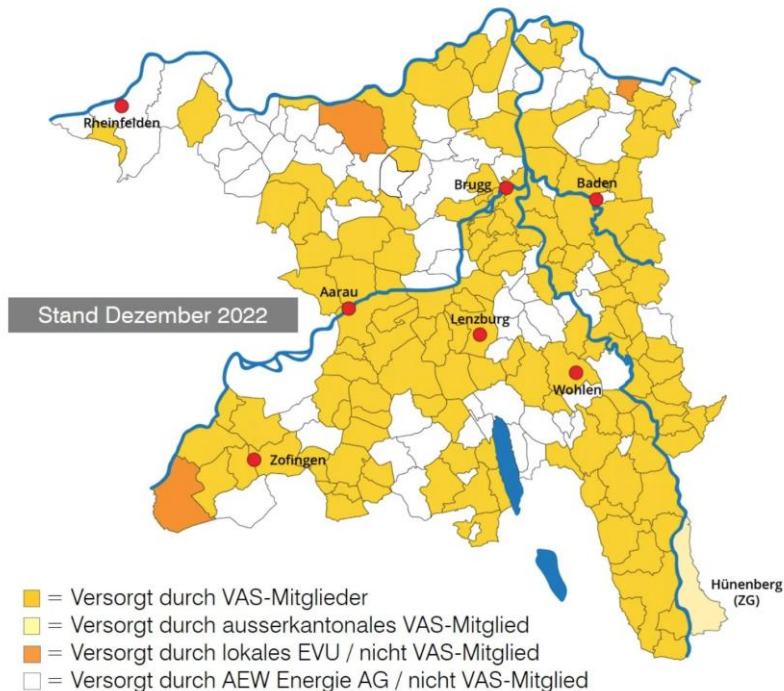 Rheinfelden
Brugg
Baden
Aarau
Stand Dezember 2022
Lenzburg
Wohlen
Zofingen
Hünenberg
(ZG)
= Versorgt durch VAS-Mitglieder
= Versorgt durch ausserkantonales VAS-Mitglied
= Versorgt durch lokales EVU / nicht VAS-Mitglied
= Versorgt durch AEW Energie AG / nicht VAS-Mitglied